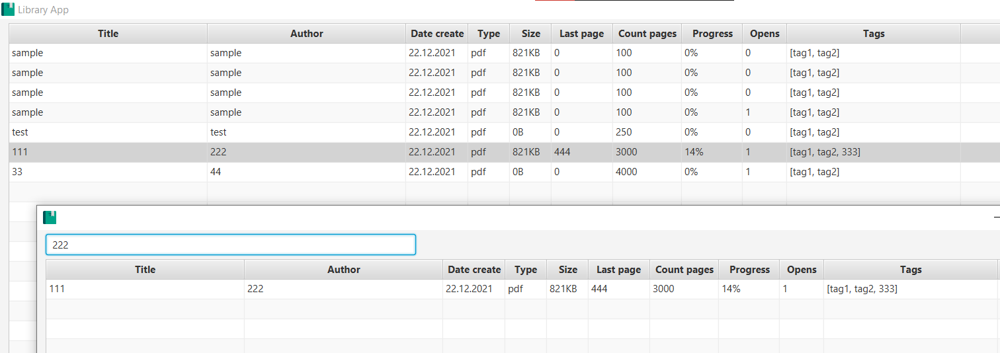 Library App
Title Author Date create Type Size Last page Count pages Progress Opens Tags
sample sample 22.12.2021 pdf 821KB 0 100 0% 0 [tag1, tag2]
sample sample 22.12.2021 pdf 821KB 0 100 0% 0 [tag1, tag2]
sample sample 22.12.2021 pdf 821KB 0 100 0% 0 [tag1, tag2]
sample sample 22.12.2021 pdf 821KB 0 100 0% 1 [tag1, tag2]
test test 22.12.2021 pdf 0B 0 250 0% 0 [tag1, tag2]
111 222 22.12.2021 pdf 821KB 444 3000 14% 1 [tag1, tag2, 333]
33 44 22.12.2021 pdf 0B 0 4000 0% 1 [tag1, tag2]
222
Title Author Date create Type Size Last page Count pages Progress Opens Tags
111 222 22.12.2021 pdf 821KB 444 3000 14% 1 [tag1, tag2, 333]